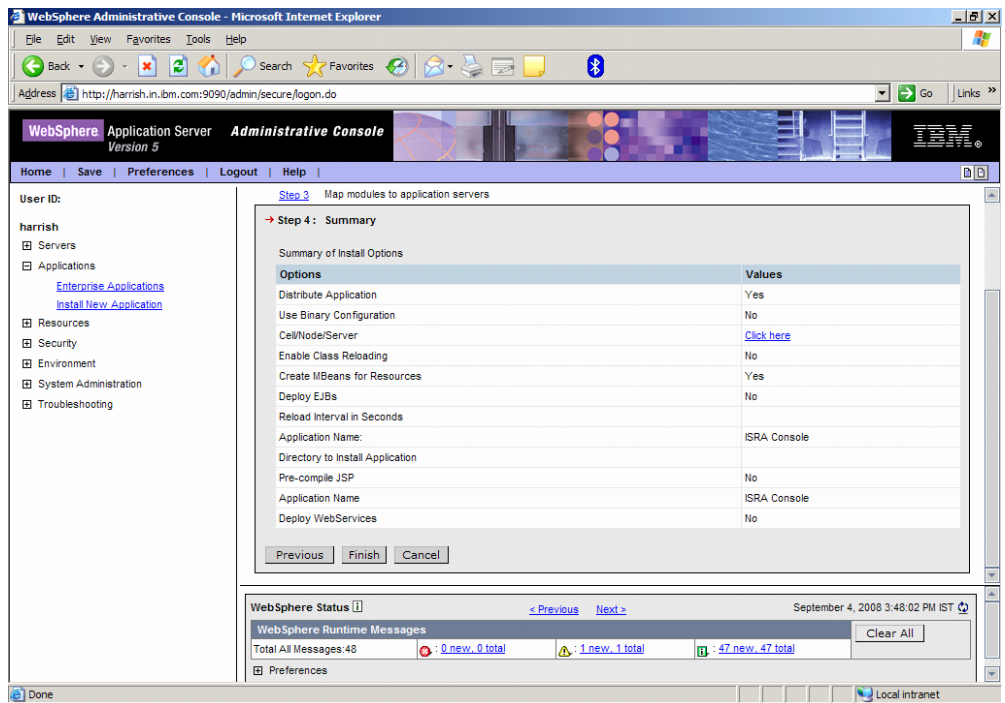 WebSphere Administrative Console - Microsoft Internet Explorer
File Edit View Favorites Tools Help
Back Search Favorites
Address http://harrish.in.ibm.com:9090/admin/secure/logon.do Go Links »
WebSphere. Application Server Administrative Console
Version 5
IBM
Home | Save | Preferences | Logout | Help |
User ID:
harrish
Servers
Applications
Enterprise Applications
Install New Application
Resources
Security
Environment
System Administration
Troubleshooting
Step 3 Map modules to application servers
Step 4 : Summary
Summary of Install Options
Options Values
Distribute Application Yes
Use Binary Configuration No
Cell/Node/Server Click here
Enable Class Reloading No
Create MBeans for Resources Yes
Deploy EJBs No
Reload Interval in Seconds
Application Name: ISRA Console
Directory to Install Application
Pre-compile JSP No
Application Name ISRA Console
Deploy WebServices No
Previous Finish Cancel
WebSphere Status i < Previous Next > September 4, 2008 3:48:02 PM IST
WebSphere Runtime Messages
Clear All
Total All Messages:48 : 0 new, 0 total : 1 new, 1 total : 47 new, 47 total
Preferences
Done Local intranet